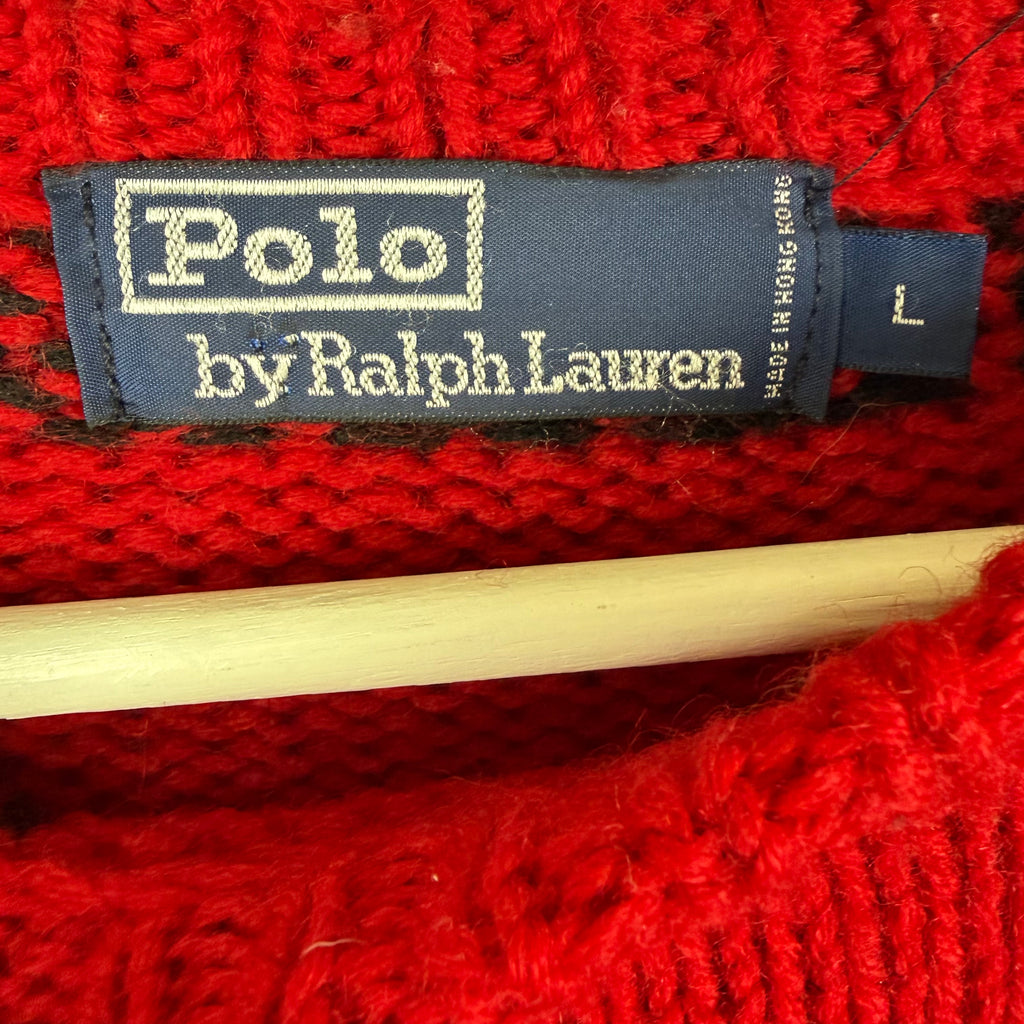 Polo
by Ralph Lauren
MADE IN HONG KONG
L